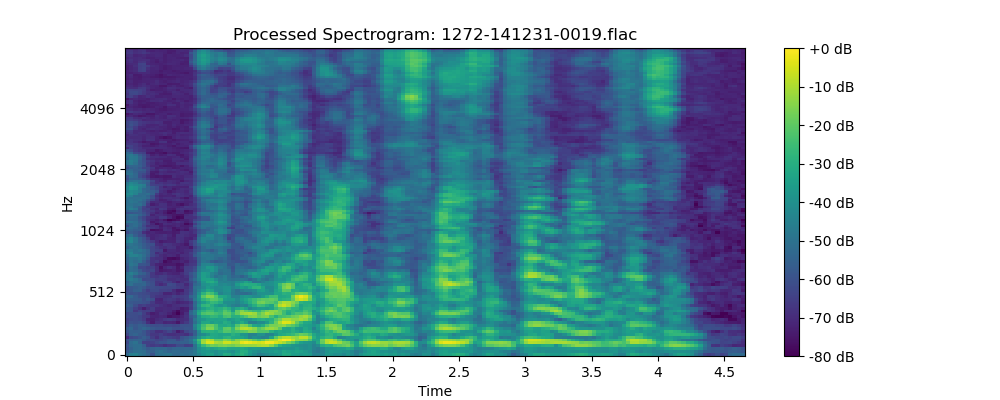 Processed Spectrogram: 1272-141231-0019.flac
Hz
4096
2048
1024
512
0
0 0.5 1 1.5 2 2.5 3 3.5 4 4.5
Time
+0 dB
-10 dB
-20 dB
-30 dB
-40 dB
-50 dB
-60 dB
-70 dB
-80 dB